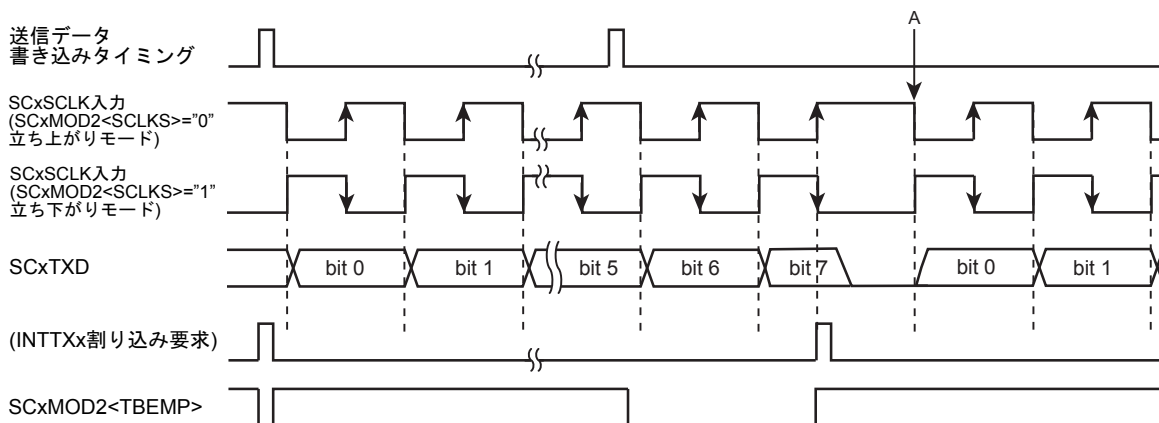 A
送信データ
書き込みタイミング
SCxSCLK入力
(SCxMOD2<SCLKS>="0"
立ち上がりモード)
SCxSCLK入力
(SCxMOD2<SCLKS>="1"
立ち下がりモード)
SCxTXD
bit 0
bit 1
bit 5
bit 6
bit 7
bit 0
bit 1
(INTTXx割り込み要求)
SCxMOD2<TBEMP>